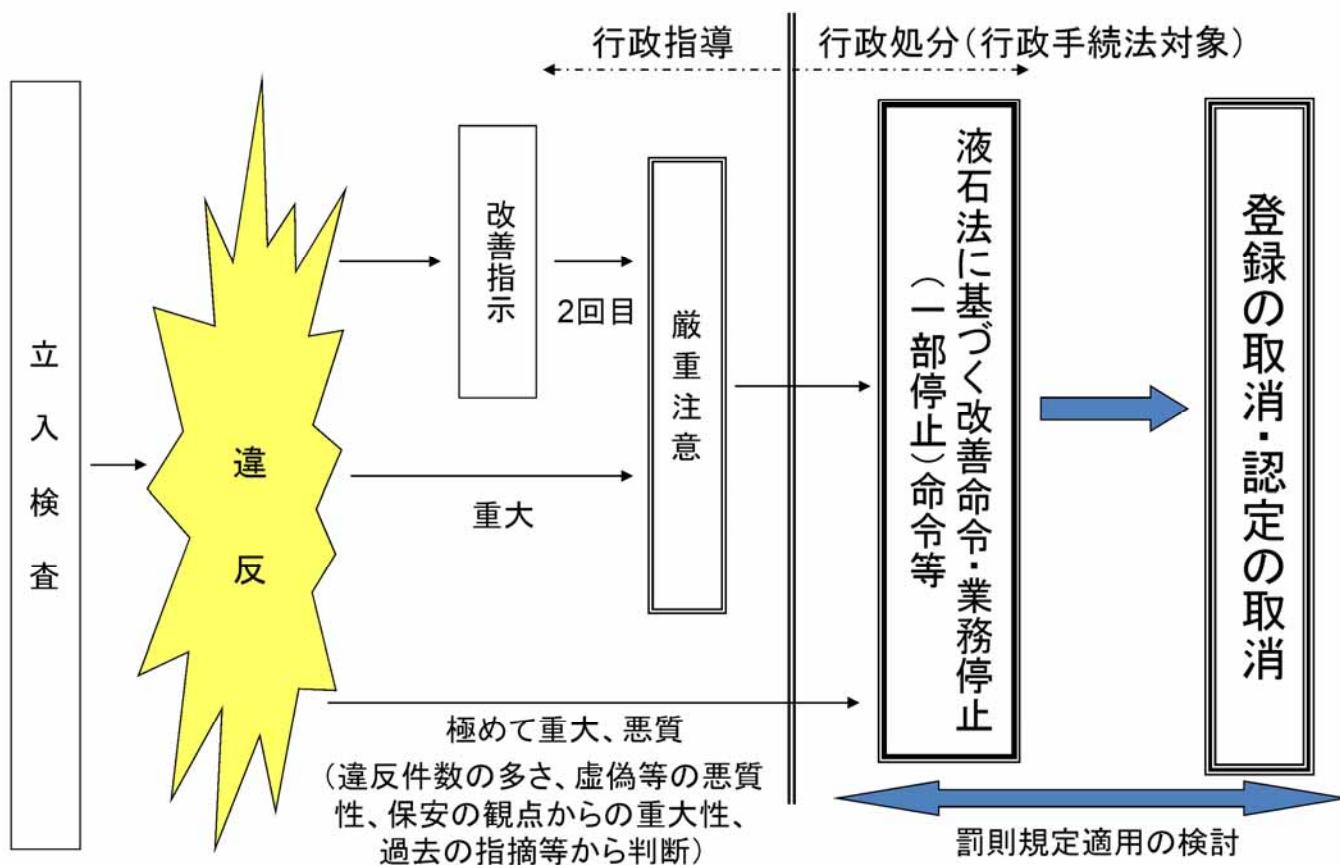 行政指導
行政処分（行政手続法対象）
立入検査
違反
改善指示
2回目
厳重注意
重大
極めて重大、悪質
（違反件数の多さ、虚偽等の悪質
性、保安の観点からの重大性、
過去の指摘等から判断）
液石法に基づく改善命令・業務停止
（一部停止）命令等
登録の取消・認定の取消
罰則規定適用の検討